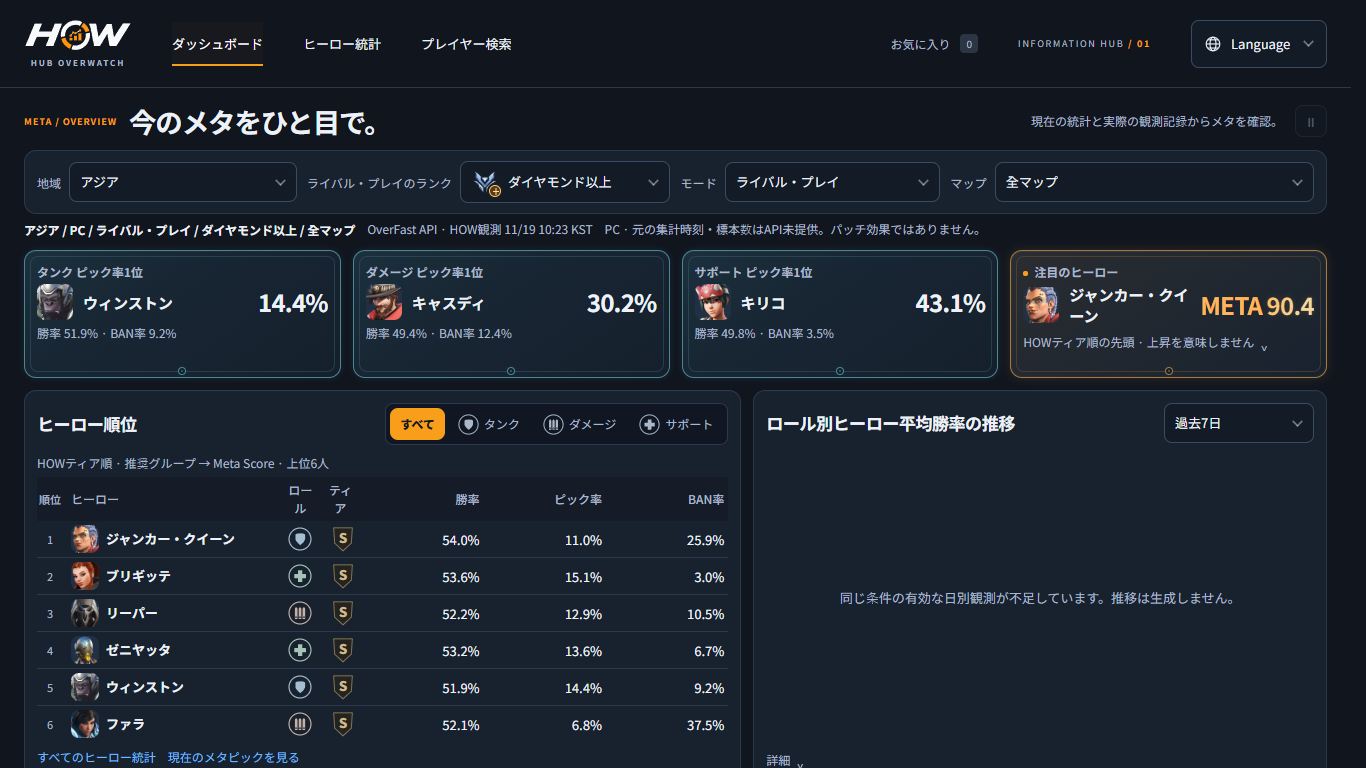 HOW
HUB OVERWATCH
ダッシュボード
ヒーロー統計
プレイヤー検索
お気に入り 0
INFORMATION HUB / 01
Language
META / OVERVIEW
今のメタをひと目で。
現在の統計と実際の観測記録からメタを確認。
地域 アジア
ライバル・プレイのランク ダイヤモンド以上
モード ライバル・プレイ
マップ 全マップ
アジア / PC / ライバル・プレイ / ダイヤモンド以上 / 全マップ OverFast API · HOW観測 11/19 10:23 KST PC · 元の集計時刻・標本数はAPI未提供。パッチ効果ではありません。
タンク ピック率1位
ウィンストン 14.4%
勝率 51.9% · BAN率 9.2%
ダメージ ピック率1位
キャスディ 30.2%
勝率 49.4% · BAN率 12.4%
サポート ピック率1位
キリコ 43.1%
勝率 49.8% · BAN率 3.5%
注目のヒーロー
ジャンカー・クイ
ーン
META 90.4
HOWティア順の先頭 · 上昇を意味しません
ヒーロー順位
すべて タンク ダメージ サポート
HOWティア順 · 推奨グループ → Meta Score · 上位6人
順位 ヒーロー ロール ティア 勝率 ピック率 BAN率
1 ジャンカー・クイーン S 54.0% 11.0% 25.9%
2 ブリギッテ S 53.6% 15.1% 3.0%
3 リーパー S 52.2% 12.9% 10.5%
4 ゼニヤッタ S 53.2% 13.6% 6.7%
5 ウィンストン S 51.9% 14.4% 9.2%
6 ファラ S 52.1% 6.8% 37.5%
すべてのヒーロー統計 現在のメタピックを見る
ロール別ヒーロー平均勝率の推移
過去7日
同じ条件の有効な日別観測が不足しています。推移は生成しません。
詳細